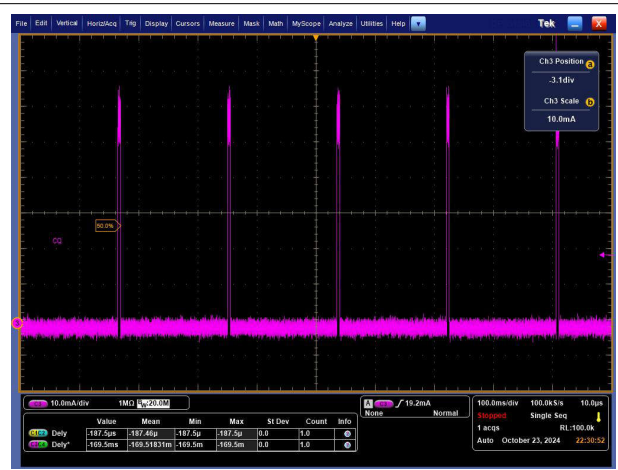 File Edit Vertical Horiz/Acq Trig Display Cursors Measure Mask Math MyScope Analyze Utilities Help Tek X
Ch3 Position a
-3.1div
Ch3 Scale b
10.0mA
50.0%
CQ
C3 10.0mA/div 1MΩ BW:20.0M
A C3 19.2mA
None Normal
100.0ms/div 100.0kS/s 10.0µs
Stopped Single Seq
1 acqs RL:100.0k
Auto October 23, 2024 22:30:52
Value Mean Min Max St Dev Count Info
Dely -187.5µs -187.46µ -187.5µ -187.5µ 0.0 1.0
Dely* -169.5ms -169.51831m -169.5m -169.5m 0.0 1.0